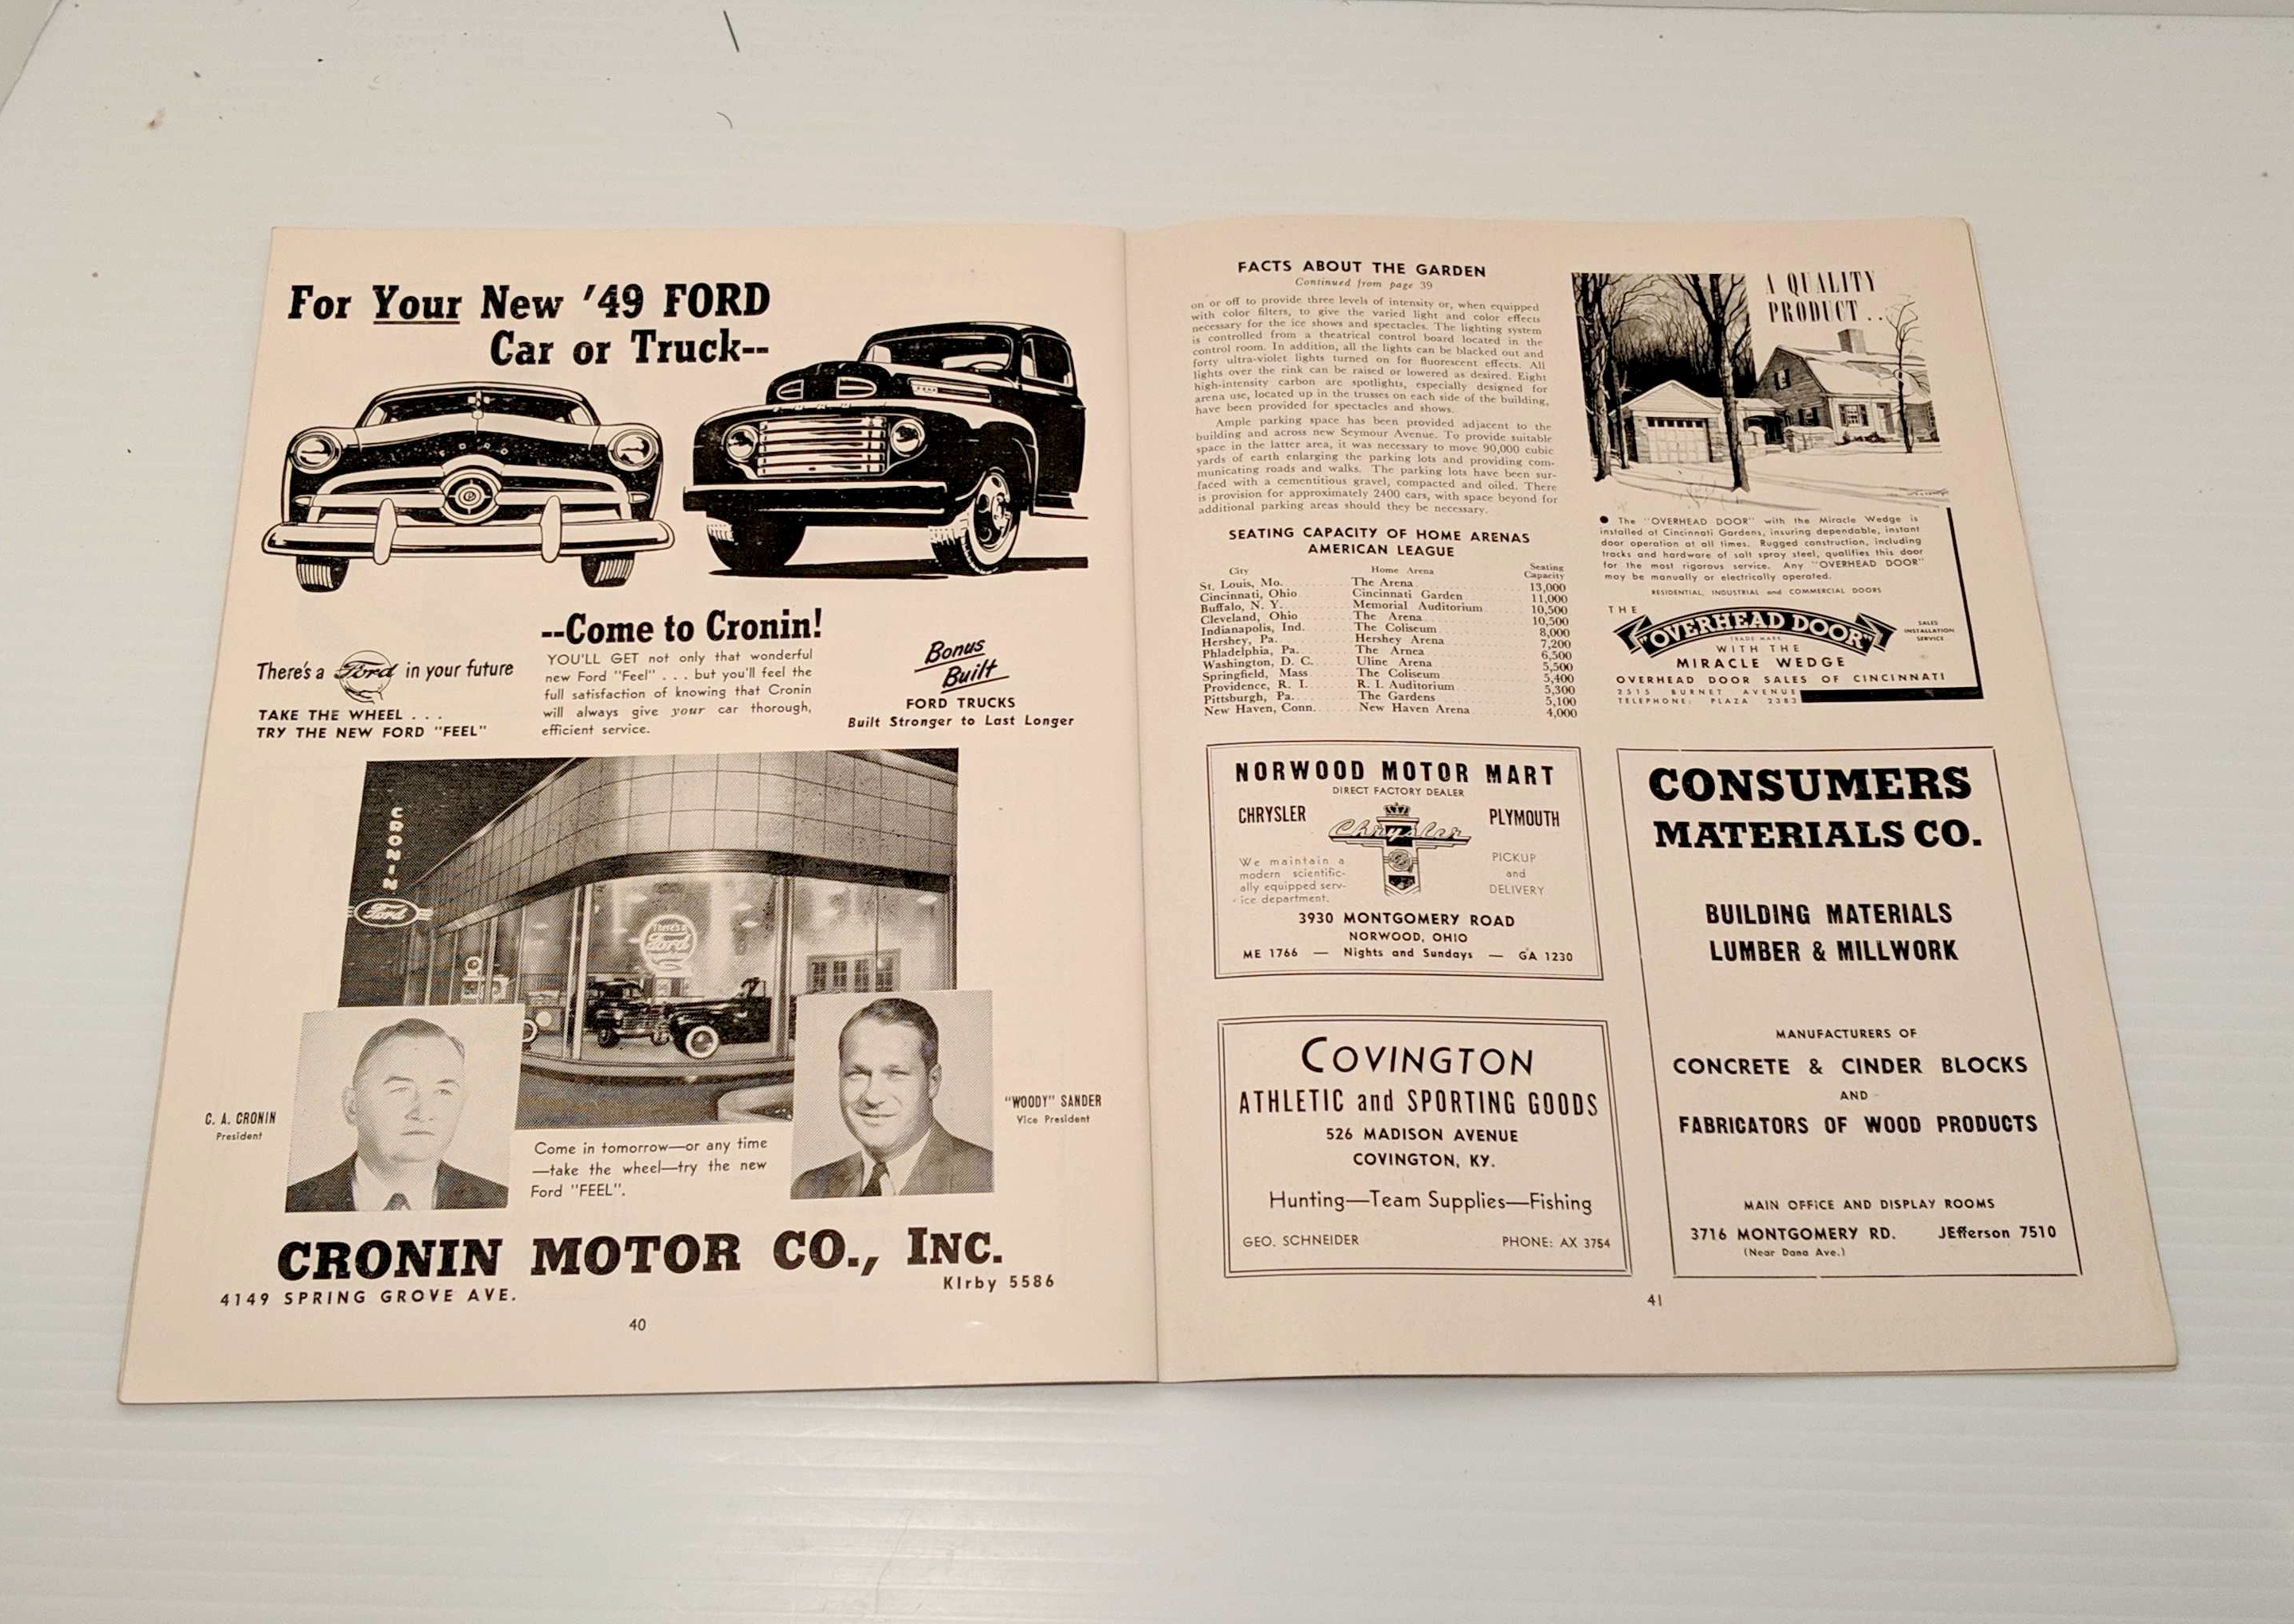 For Your New '49 FORD
Car or Truck--
FORD
--Come to Cronin!
There's a Ford in your future
TAKE THE WHEEL . . .
TRY THE NEW FORD "FEEL"
YOU'LL GET not only that wonderful
new Ford "Feel" . . . but you'll feel the
full satisfaction of knowing that Cronin
will always give your car thorough,
efficient service.
Bonus
Built
FORD TRUCKS
Built Stronger to Last Longer
CRONIN
Ford
There's a
Ford
C. A. CRONIN
President
"WOODY" SANDER
Vice President
Come in tomorrow—or any time
—take the wheel—try the new
Ford "FEEL".
CRONIN MOTOR CO., INC.
4149 SPRING GROVE AVE.
KIrby 5586
40
FACTS ABOUT THE GARDEN
Continued from page 39
on or off to provide three levels of intensity or, when equipped
with color filters, to give the varied light and color effects
necessary for the ice shows and spectacles. The lighting system
is controlled from a theatrical control board located in the
control room. In addition, all the lights can be blacked out and
forty ultra-violet lights turned on for fluorescent effects. All
lights over the rink can be raised or lowered as desired. Eight
high-intensity carbon arc spotlights, especially designed for
arena use, located up in the trusses on each side of the building,
have been provided for spectacles and shows.
Ample parking space has been provided adjacent to the
building and across new Seymour Avenue. To provide suitable
space in the latter area, it was necessary to move 90,000 cubic
yards of earth enlarging the parking lots and providing com-
municating roads and walks. The parking lots have been sur-
faced with a cementitious gravel, compacted and oiled. There
is provision for approximately 2400 cars, with space beyond for
additional parking areas should they be necessary.
SEATING CAPACITY OF HOME ARENAS
AMERICAN LEAGUE
City Home Arena Seating Capacity
St. Louis, Mo. The Arena 13,000
Cincinnati, Ohio Cincinnati Garden 11,000
Buffalo, N. Y. Memorial Auditorium 10,500
Cleveland, Ohio The Arena 10,500
Indianapolis, Ind. The Coliseum 8,000
Hershey, Pa. Hershey Arena 7,200
Phladelphia, Pa. The Arnea 6,500
Washington, D. C. Uline Arena 5,500
Springfield, Mass The Coliseum 5,400
Providence, R. I. R. I. Auditorium 5,300
Pittsburgh, Pa. The Gardens 5,100
New Haven, Conn. New Haven Arena 4,000
A QUALITY
PRODUCT . .
● The "OVERHEAD DOOR" with the Miracle Wedge is
installed at Cincinnati Gardens, insuring dependable, instant
door operation at all times. Rugged construction, including
tracks and hardware of salt spray steel, qualifies this door
for the most rigorous service. Any "OVERHEAD DOOR"
may be manually or electrically operated.
RESIDENTIAL, INDUSTRIAL and COMMERCIAL DOORS
THE
"OVERHEAD DOOR"
TRADE MARK
WITH THE
MIRACLE WEDGE
SALES
INSTALLATION
SERVICE
OVERHEAD DOOR SALES OF CINCINNATI
2515 BURNET AVENUE
TELEPHONE: PLAZA 2383
NORWOOD MOTOR MART
DIRECT FACTORY DEALER
CHRYSLER
Chrysler
PLYMOUTH
We maintain a
modern scientific-
ally equipped serv-
ice department.
PICKUP
and
DELIVERY
3930 MONTGOMERY ROAD
NORWOOD, OHIO
ME 1766 — Nights and Sundays — GA 1230
COVINGTON
ATHLETIC and SPORTING GOODS
526 MADISON AVENUE
COVINGTON, KY.
Hunting—Team Supplies—Fishing
GEO. SCHNEIDER PHONE: AX 3754
CONSUMERS
MATERIALS CO.
BUILDING MATERIALS
LUMBER & MILLWORK
MANUFACTURERS OF
CONCRETE & CINDER BLOCKS
AND
FABRICATORS OF WOOD PRODUCTS
MAIN OFFICE AND DISPLAY ROOMS
3716 MONTGOMERY RD. JEfferson 7510
(Near Dana Ave.)
41